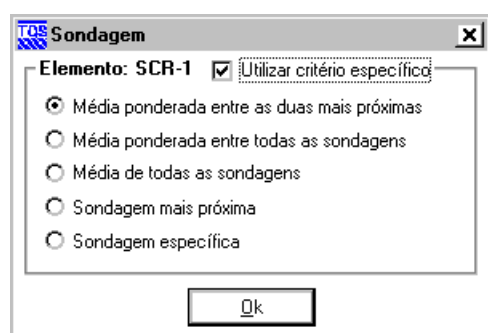 TQS Sondagem
Elemento: SCR-1 Utilizar critério específico
Média ponderada entre as duas mais próximas
Média ponderada entre todas as sondagens
Média de todas as sondagens
Sondagem mais próxima
Sondagem específica
Ok